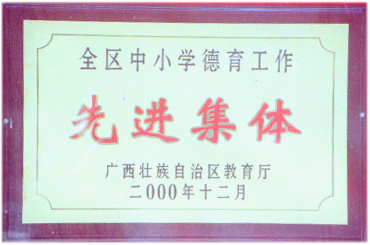 全区中小学德育工作
先进集体
广西壮族自治区教育厅
二000年十二月